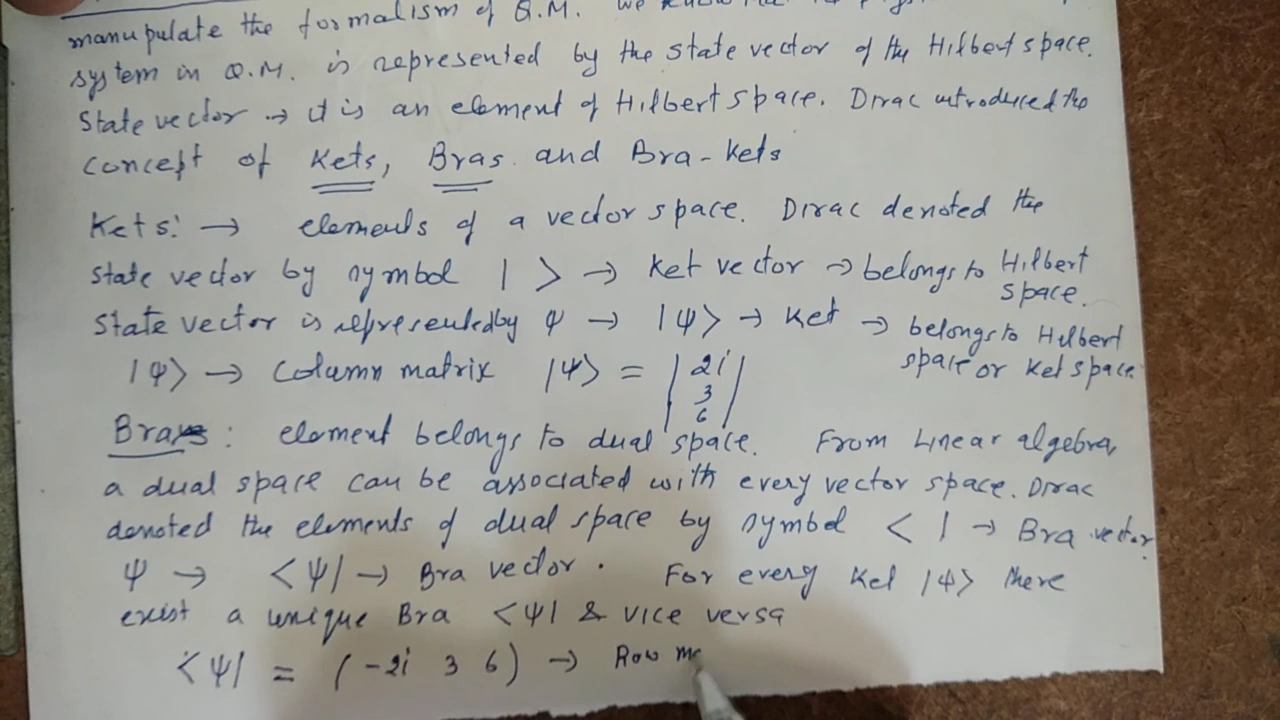 manupulate the formalism of Q.M. we know
system in Q.M. is represented by the state vector of the Hilbert space.
State vector → it is an element of Hilbert space. Dirac introduced the
concept of Kets, Bras and Bra-kets
Kets: → elements of a vector space. Dirac denoted the
state vector by symbol | > → Ket vector → belongs to Hilbert space.
State vector is represented by ψ → |ψ> → Ket → belongs to Hilbert space or Ket space
|ψ> → Column matrix |ψ> = | 2i |
3
6
Bra : element belongs to dual space. From Linear algebra,
a dual space can be associated with every vector space. Dirac
denoted the elements of dual space by symbol < | → Bra vector.
ψ → <ψ| → Bra vector. For every Ket |ψ> there
exist a unique Bra <ψ| & vice versa
<ψ| = (-2i 3 6) → Row m